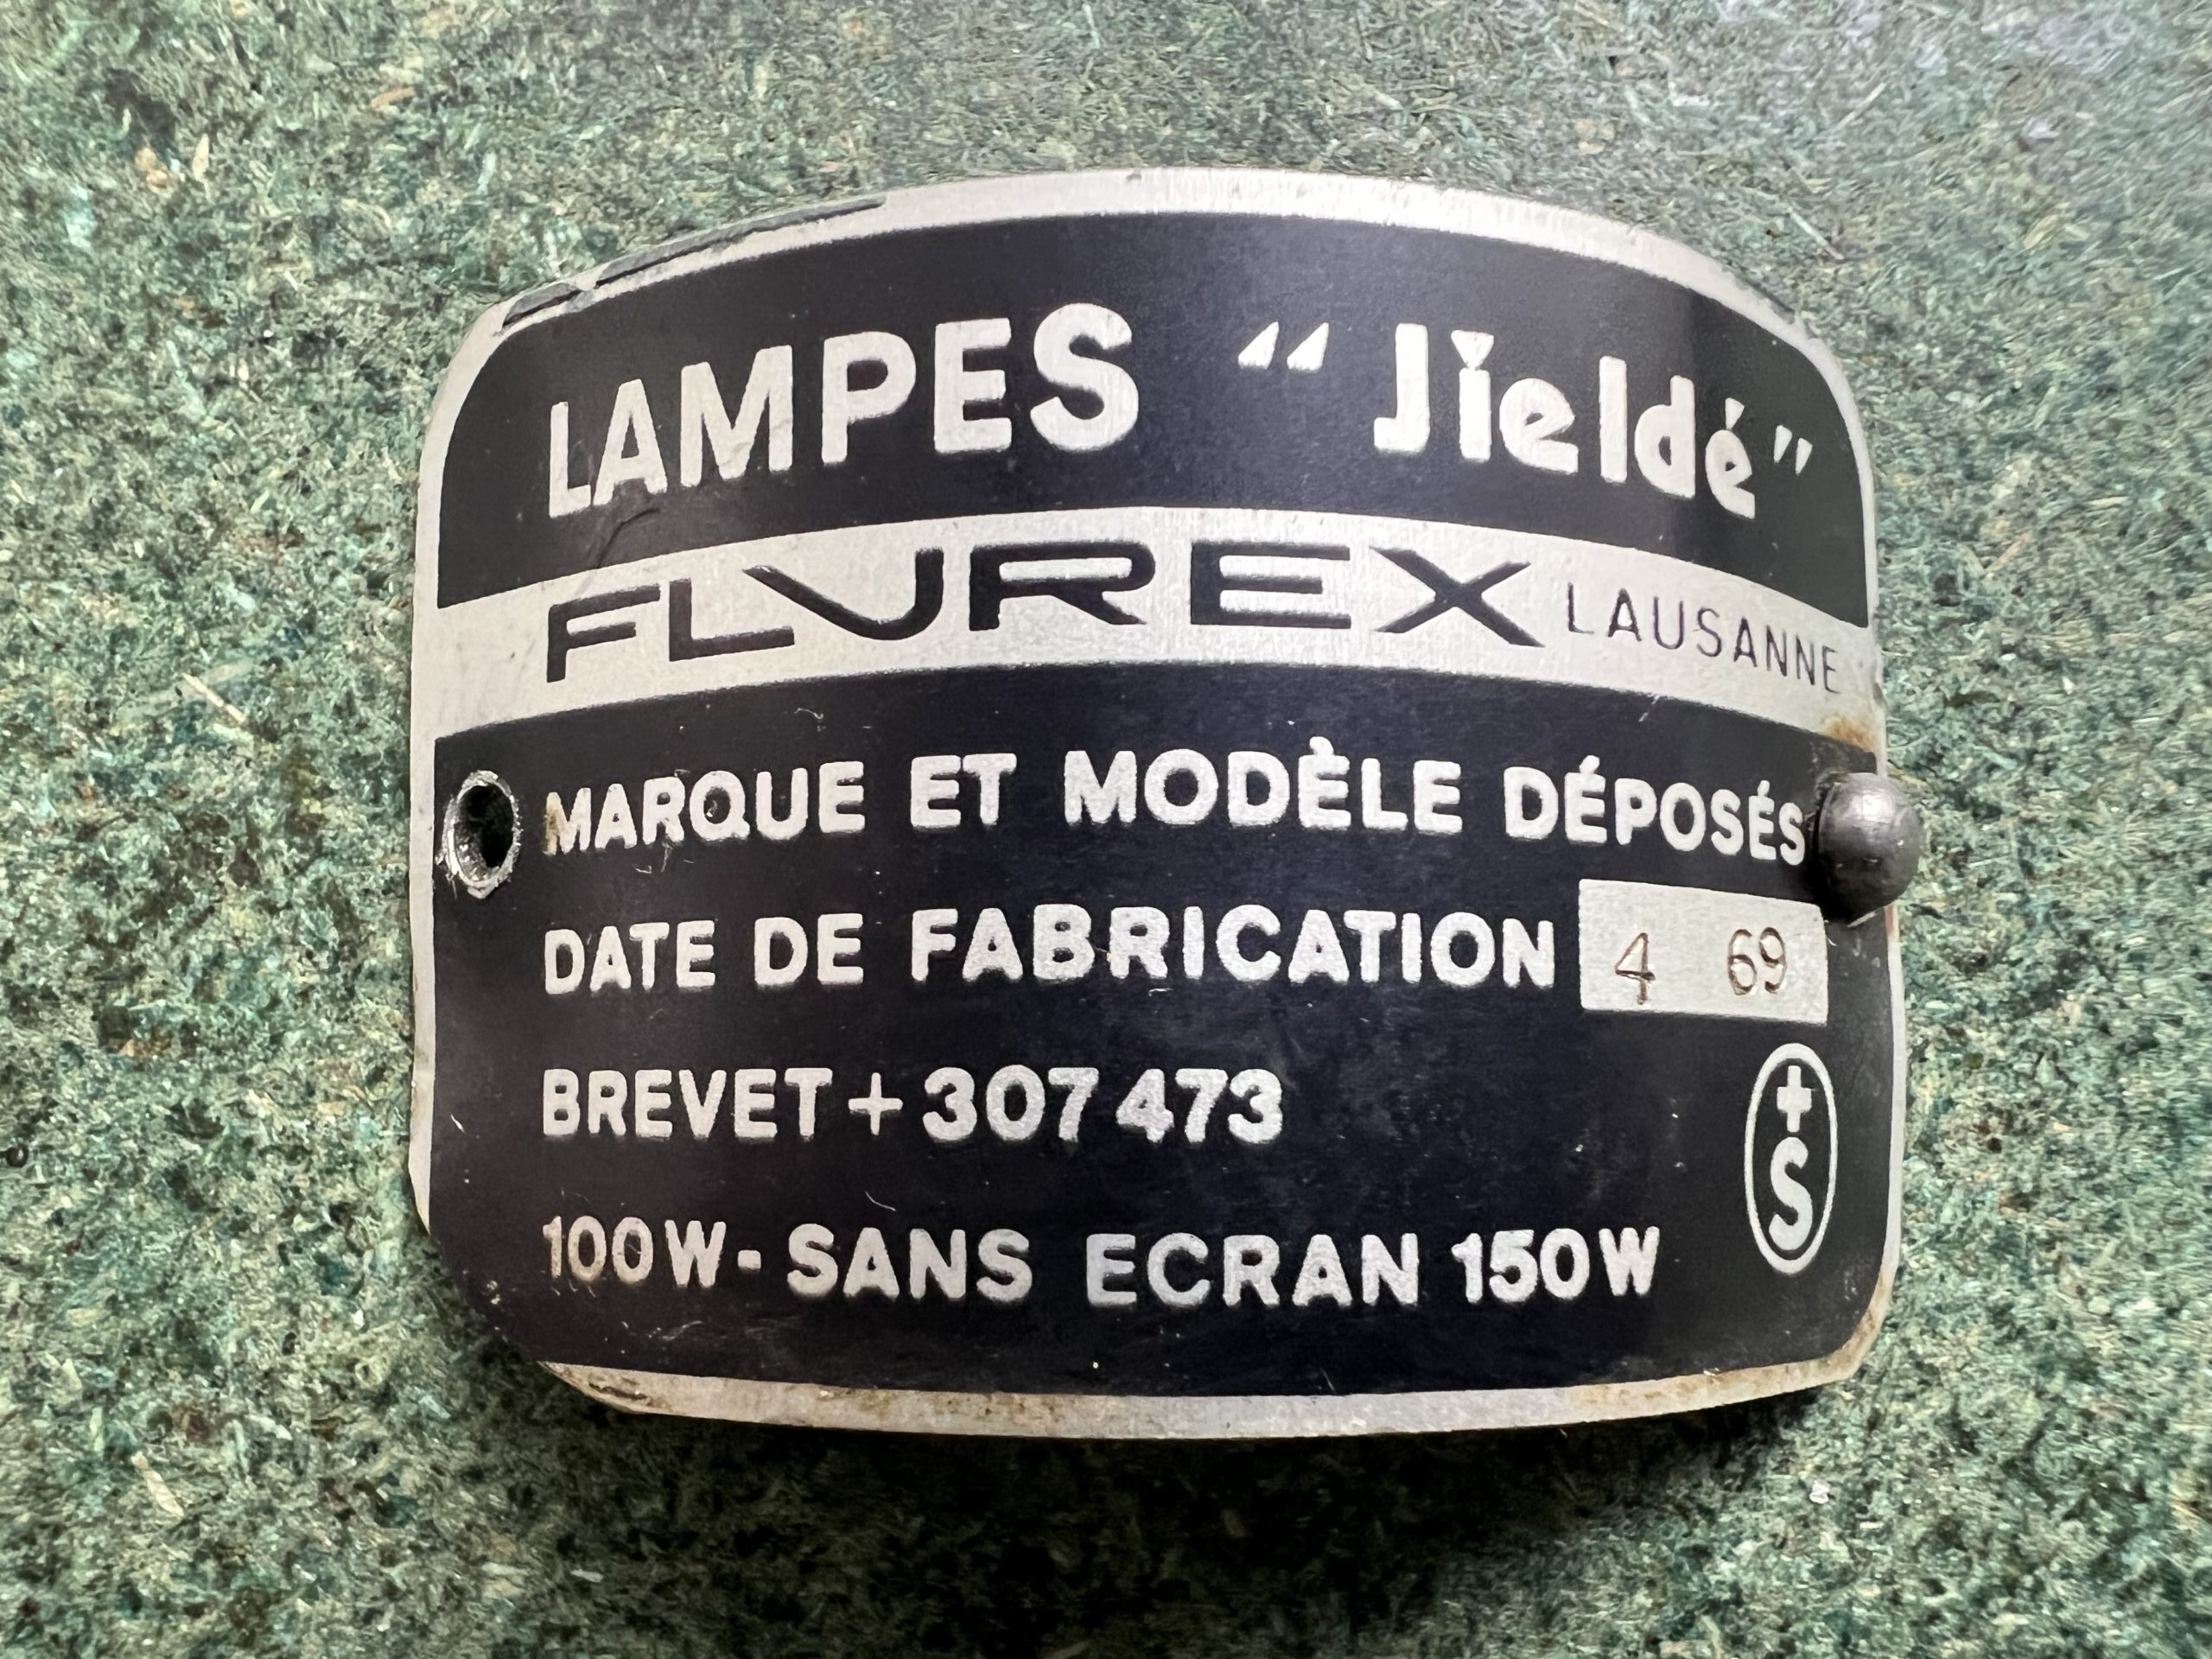 LAMPES “Jieldé”
FLUREX LAUSANNE
MARQUE ET MODÈLE DÉPOSÉS
DATE DE FABRICATION 4 69
BREVET + 307 473
+S
100W - SANS ECRAN 150W